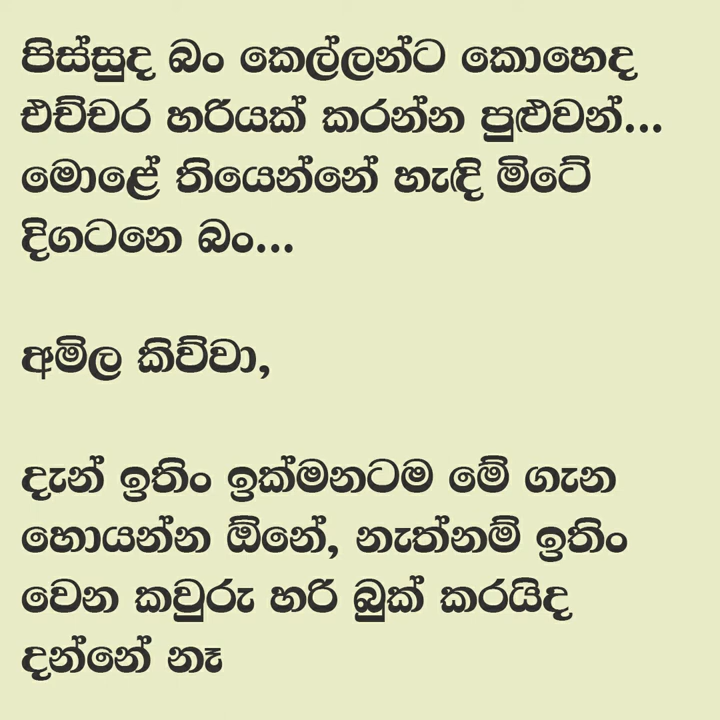 පිස්සුද බං කෙල්ලන්ට කොහෙද
එච්චර හරියක් කරන්න පුළුවන්...
මොළේ තියෙන්නේ හැඳි මිටේ
දිගටනෙ බං...
අමිල කිව්වා,
දැන් ඉතිං ඉක්මනටම මේ ගැන
හොයන්න ඕනේ, නැත්නම් ඉතිං
වෙන කවුරු හරි බුක් කරයිද
දන්නේ නෑ